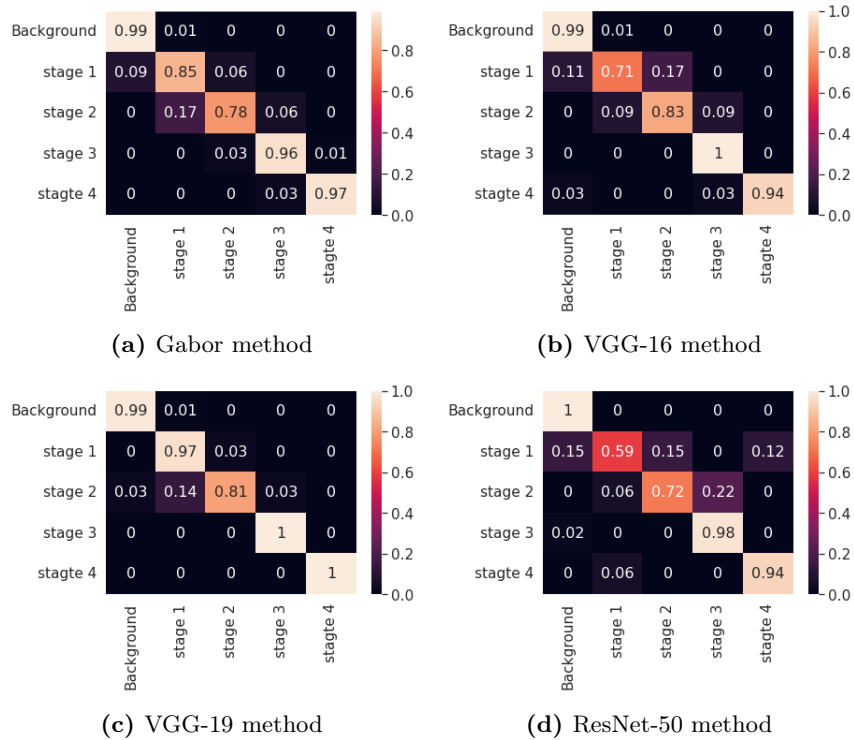 Background 0.99 0.01 0 0 0
stage 1 0.09 0.85 0.06 0 0
stage 2 0 0.17 0.78 0.06 0
stage 3 0 0 0.03 0.96 0.01
stagte 4 0 0 0 0.03 0.97
0.8
0.6
0.4
0.2
0.0
Background stage 1 stage 2 stage 3 stagte 4
(a) Gabor method
Background 0.99 0.01 0 0 0
stage 1 0.11 0.71 0.17 0 0
stage 2 0 0.09 0.83 0.09 0
stage 3 0 0 0 1 0
stagte 4 0.03 0 0 0.03 0.94
1.0
0.8
0.6
0.4
0.2
0.0
Background stage 1 stage 2 stage 3 stagte 4
(b) VGG-16 method
Background 0.99 0.01 0 0 0
stage 1 0 0.97 0.03 0 0
stage 2 0.03 0.14 0.81 0.03 0
stage 3 0 0 0 1 0
stagte 4 0 0 0 0 1
1.0
0.8
0.6
0.4
0.2
0.0
Background stage 1 stage 2 stage 3 stagte 4
(c) VGG-19 method
Background 1 0 0 0 0
stage 1 0.15 0.59 0.15 0 0.12
stage 2 0 0.06 0.72 0.22 0
stage 3 0.02 0 0 0.98 0
stagte 4 0 0.06 0 0 0.94
1.0
0.8
0.6
0.4
0.2
0.0
Background stage 1 stage 2 stage 3 stagte 4
(d) ResNet-50 method